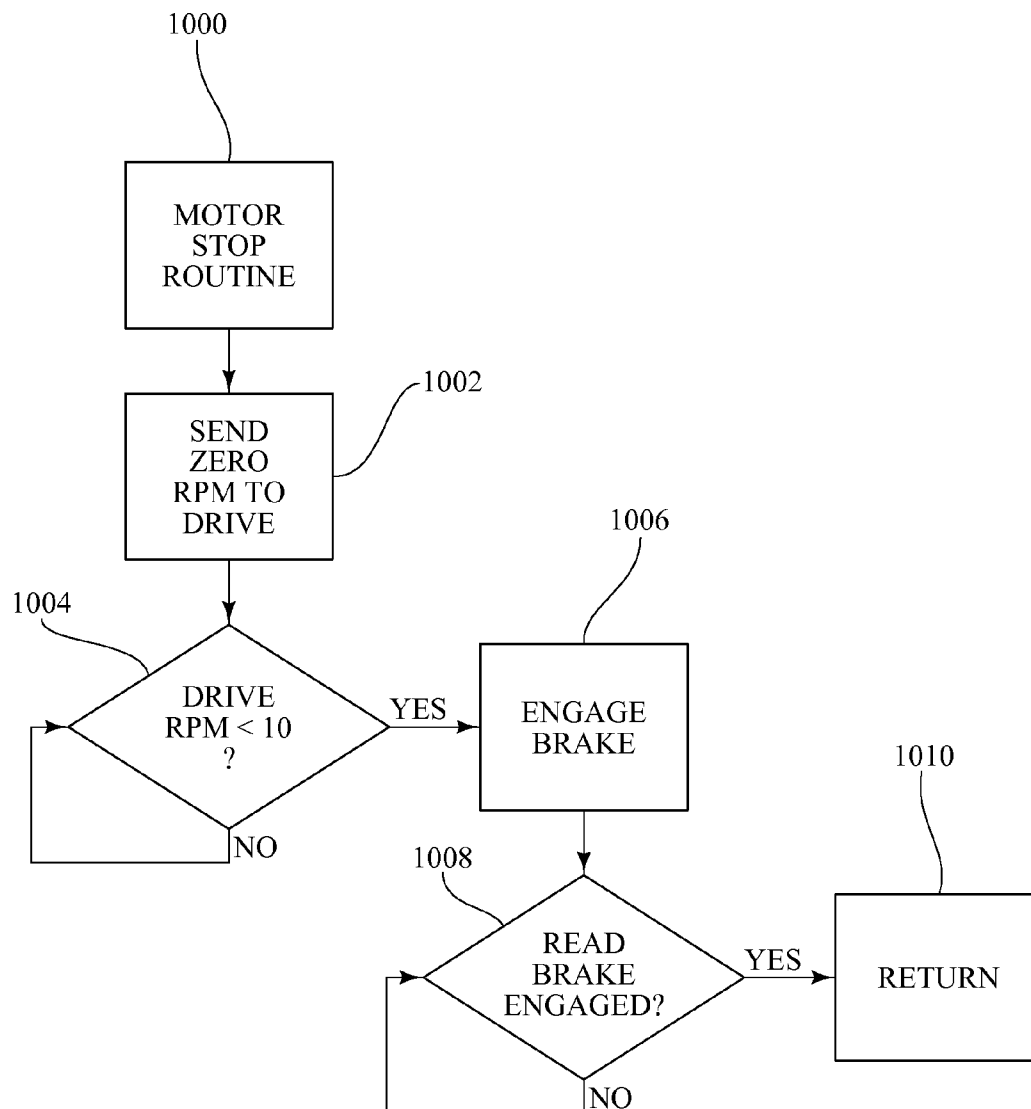 1000
MOTOR
STOP
ROUTINE
1002
SEND
ZERO
RPM TO
DRIVE
1004
DRIVE
RPM < 10
?
YES
NO
1006
ENGAGE
BRAKE
1008
READ
BRAKE
ENGAGED?
YES
NO
1010
RETURN